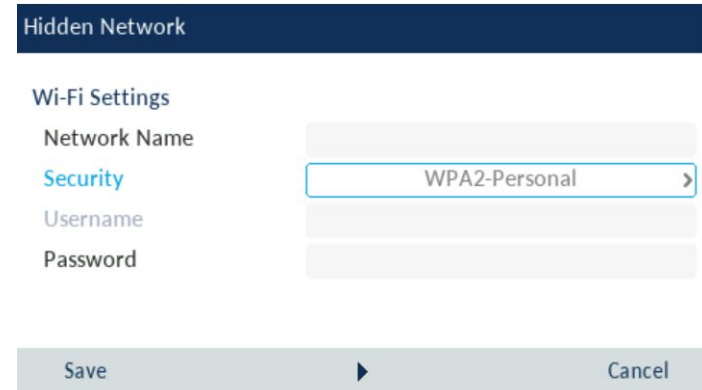 Hidden Network
Wi-Fi Settings
Network Name
Security WPA2-Personal
Username
Password
Save Cancel